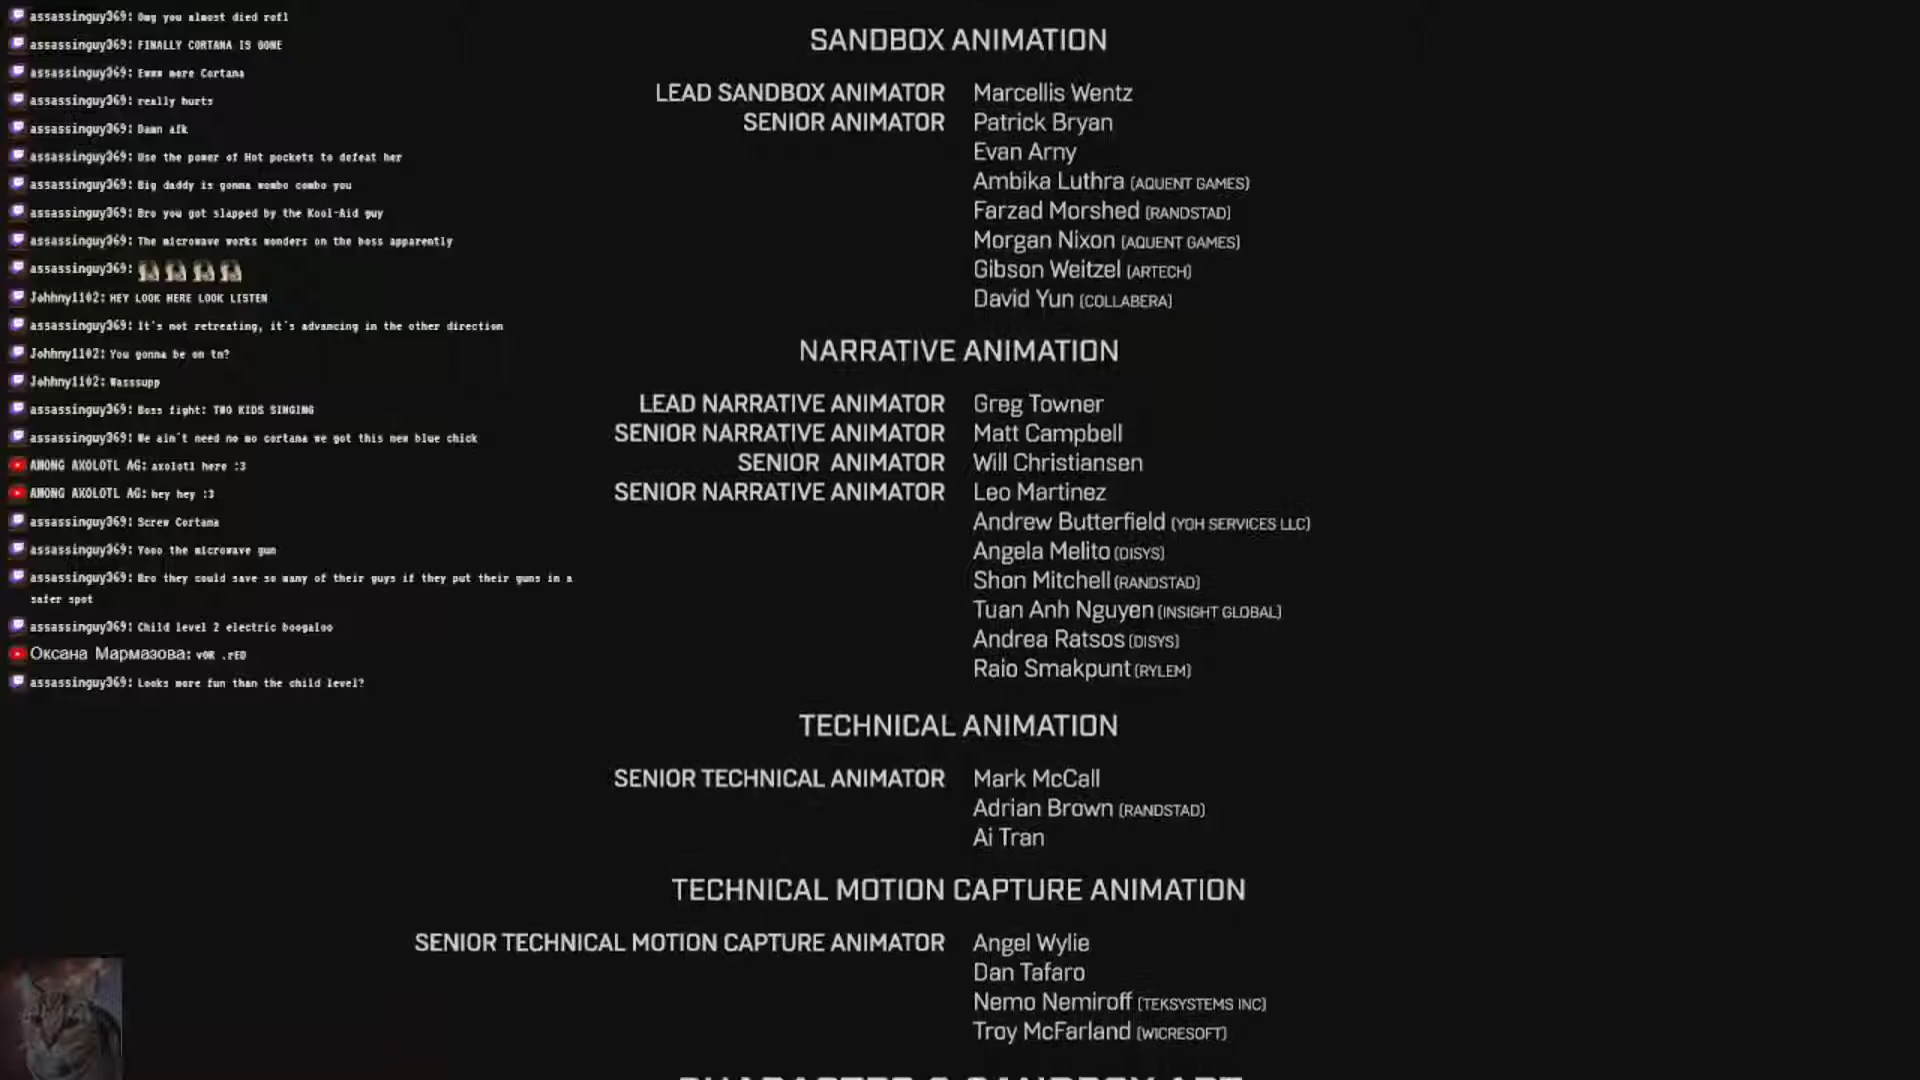 assassinguy369: Omg you almost died rofl
assassinguy369: FINALLY CORTANA IS GONE
assassinguy369: Ewww more Cortana
assassinguy369: really hurts
assassinguy369: Damn afk
assassinguy369: Use the power of Hot pockets to defeat her
assassinguy369: Big daddy is gonna wombo combo you
assassinguy369: Bro you got slapped by the Kool-Aid guy
assassinguy369: The microwave works wonders on the boss apparently
assassinguy369:
Johhny1102: HEY LOOK HERE LOOK LISTEN
assassinguy369: It's not retreating, it's advancing in the other direction
Johhny1102: You gonna be on tn?
Johhny1102: Wasssupp
assassinguy369: Boss fight: TWO KIDS SINGING
assassinguy369: We ain't need no mo cortana we got this new blue chick
AMONG AXOLOTL AG: axolotl here :3
AMONG AXOLOTL AG: hey hey :3
assassinguy369: Screw Cortana
assassinguy369: Yooo the microwave gun
assassinguy369: Bro they could save so many of their guys if they put their guns in a
safer spot
assassinguy369: Child level 2 electric boogaloo
Оксана Мармазова: vOR .rED
assassinguy369: Looks more fun than the child level?
SANDBOX ANIMATION
LEAD SANDBOX ANIMATOR Marcellis Wentz
SENIOR ANIMATOR Patrick Bryan
Evan Arny
Ambika Luthra (AQUENT GAMES)
Farzad Morshed (RANDSTAD)
Morgan Nixon (AQUENT GAMES)
Gibson Weitzel (ARTECH)
David Yun (COLLABERA)
NARRATIVE ANIMATION
LEAD NARRATIVE ANIMATOR Greg Towner
SENIOR NARRATIVE ANIMATOR Matt Campbell
SENIOR ANIMATOR Will Christiansen
SENIOR NARRATIVE ANIMATOR Leo Martinez
Andrew Butterfield (YOH SERVICES LLC)
Angela Melito (DISYS)
Shon Mitchell (RANDSTAD)
Tuan Anh Nguyen (INSIGHT GLOBAL)
Andrea Ratsos (DISYS)
Raio Smakpunt (RYLEM)
TECHNICAL ANIMATION
SENIOR TECHNICAL ANIMATOR Mark McCall
Adrian Brown (RANDSTAD)
Ai Tran
TECHNICAL MOTION CAPTURE ANIMATION
SENIOR TECHNICAL MOTION CAPTURE ANIMATOR Angel Wylie
Dan Tafaro
Nemo Nemiroff (TEKSYSTEMS INC)
Troy McFarland (WICRESOFT)
CHARACTER & SANDBOX ART